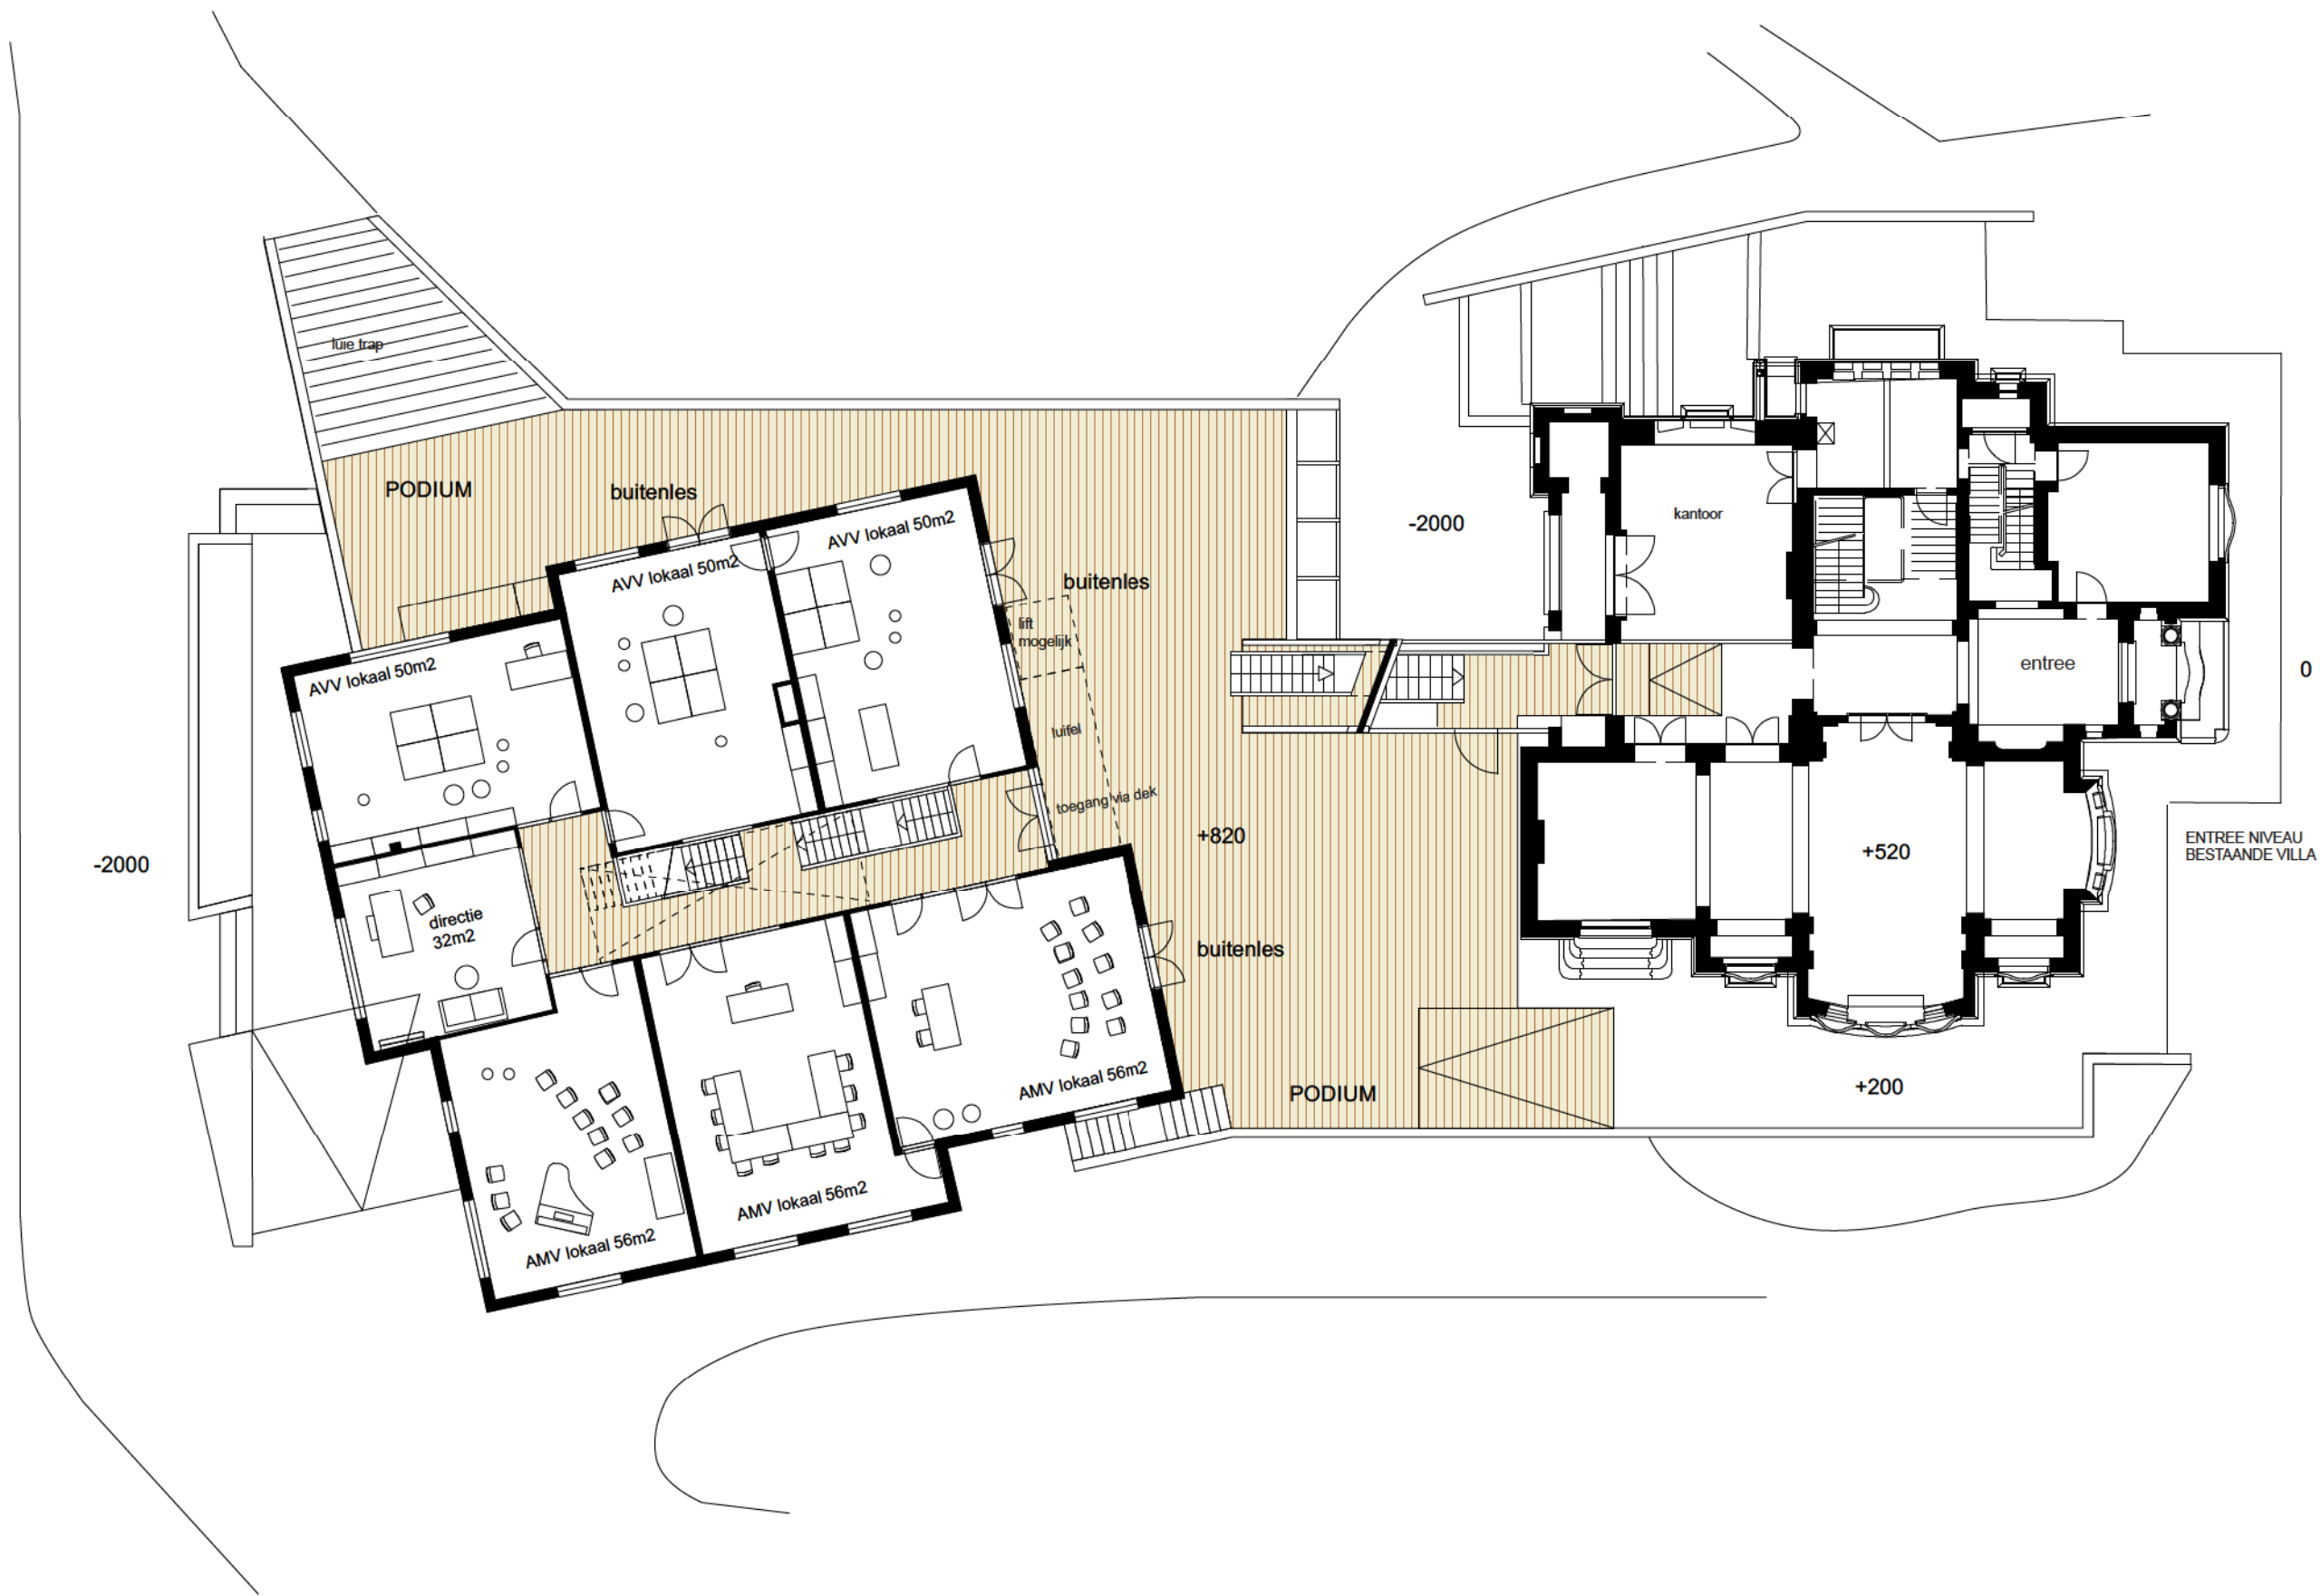 luie trap
PODIUM
buitenles
AVV lokaal 50m2
AVV lokaal 50m2
buitenles
-2000
kantoor
lift
mogelijk
AVV lokaal 50m2
entree
0
luifel
toegang via dek
+820
+520
ENTREE NIVEAU
BESTAANDE VILLA
-2000
directie
32m2
buitenles
AMV lokaal 56m2
PODIUM
+200
AMV lokaal 56m2
AMV lokaal 56m2